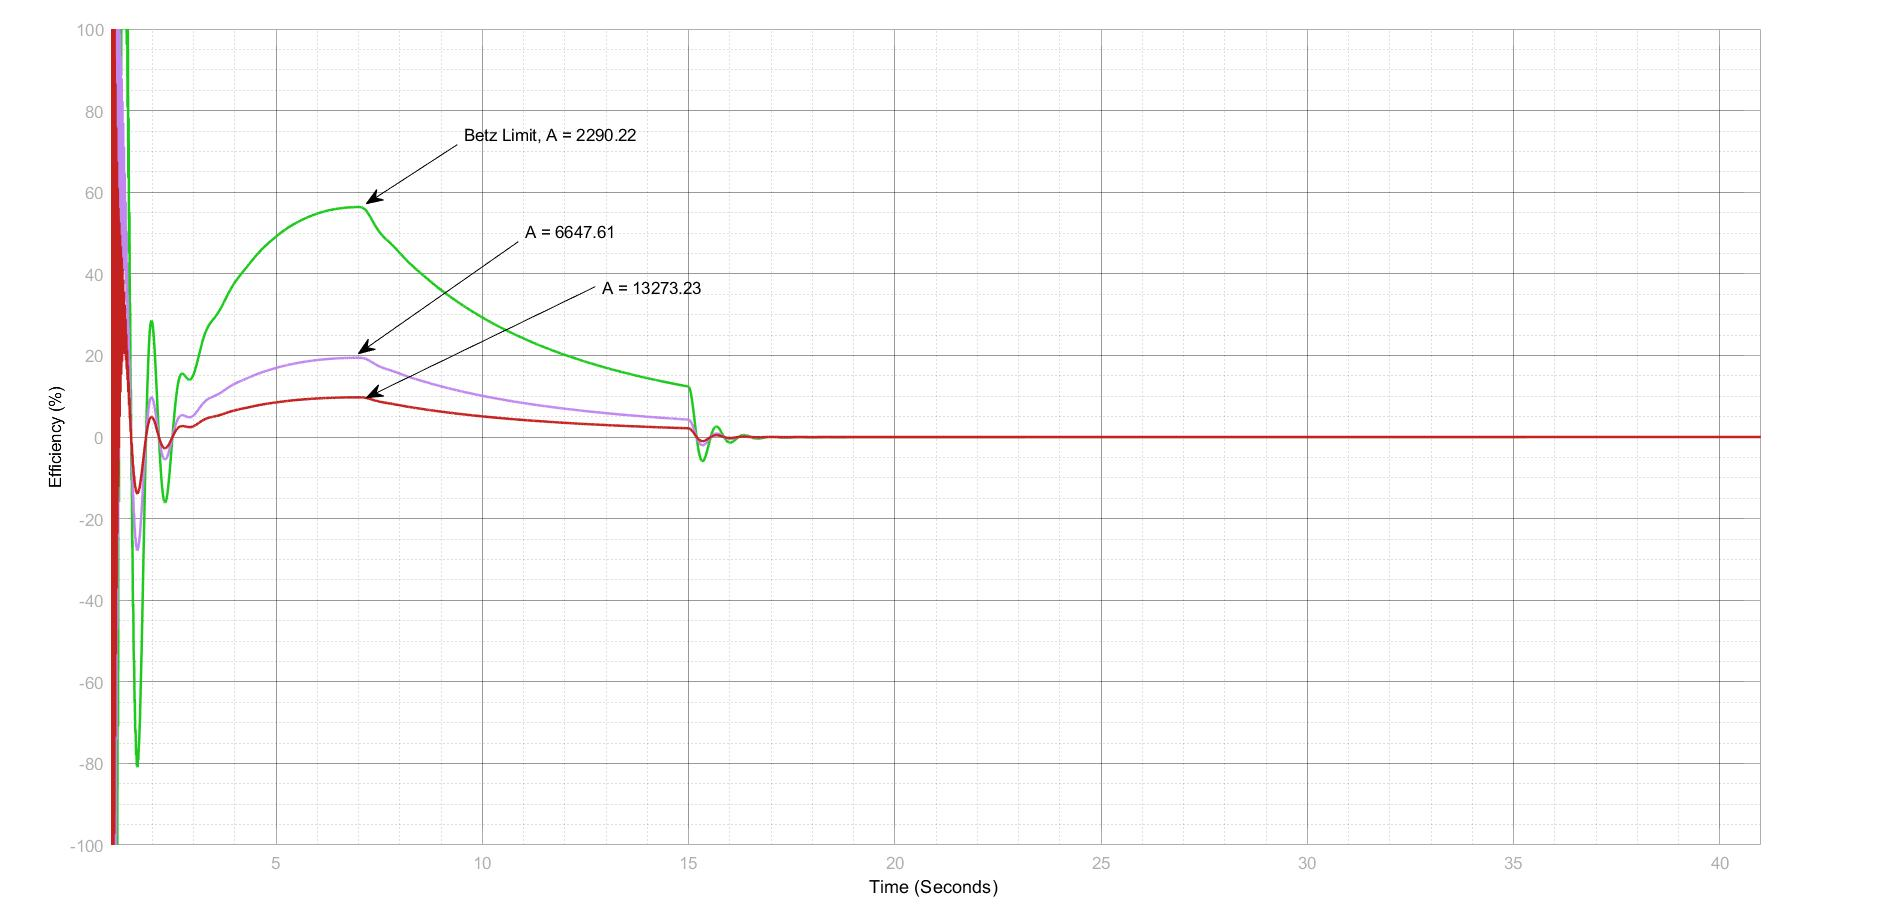 100
80
60
40
20
0
-20
-40
-60
-80
-100
Efficiency (%)
Betz Limit, A = 2290.22
A = 6647.61
A = 13273.23
5 10 15 20 25 30 35 40
Time (Seconds)